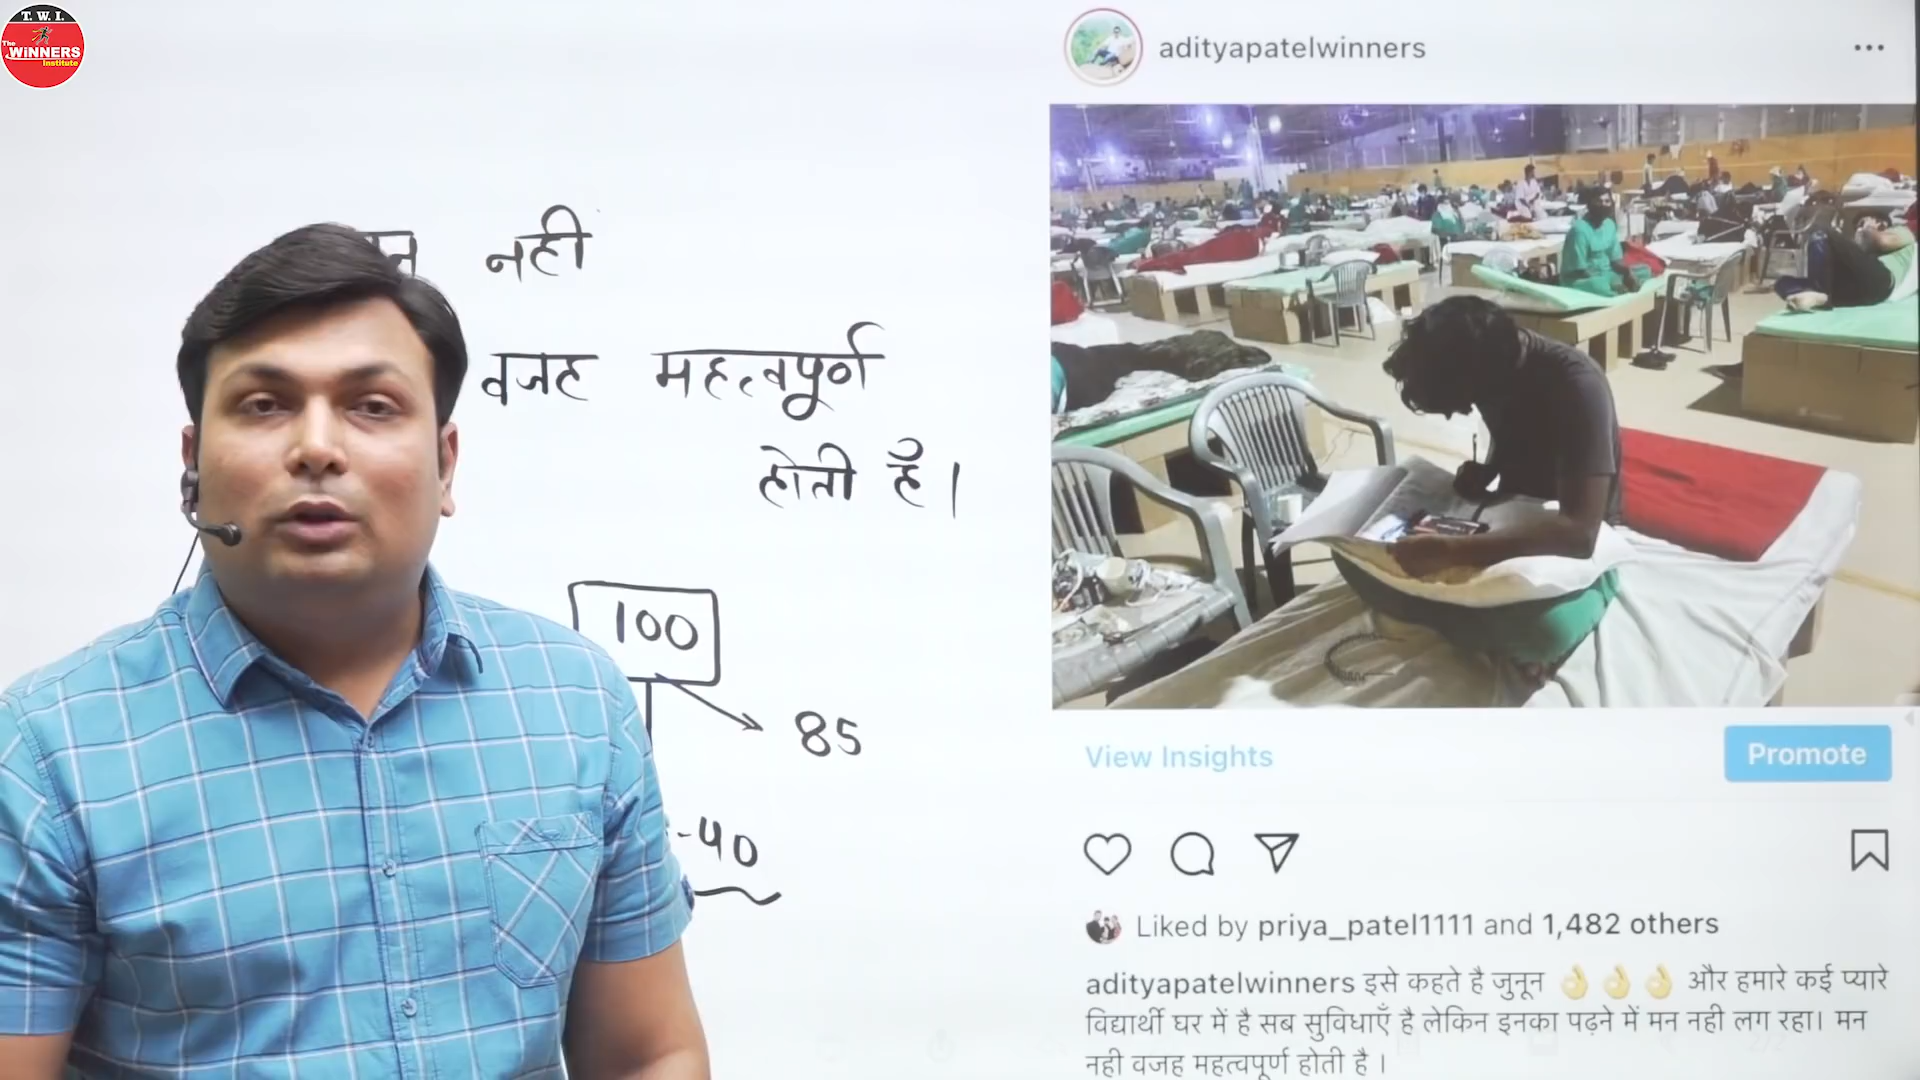 T. W. I.
The
WiNNERS
Institute
नही
वजह महत्वपूर्ण
होती है।
100
85
-40
adityapatelwinners
View Insights
Promote
Liked by priya_patel1111 and 1,482 others
adityapatelwinners इसे कहते है जुनून 👌 👌 👌 और हमारे कई प्यारे
विद्यार्थी घर में है सब सुविधाएँ है लेकिन इनका पढ़ने में मन नही लग रहा। मन
नही वजह महत्वपूर्ण होती है ।